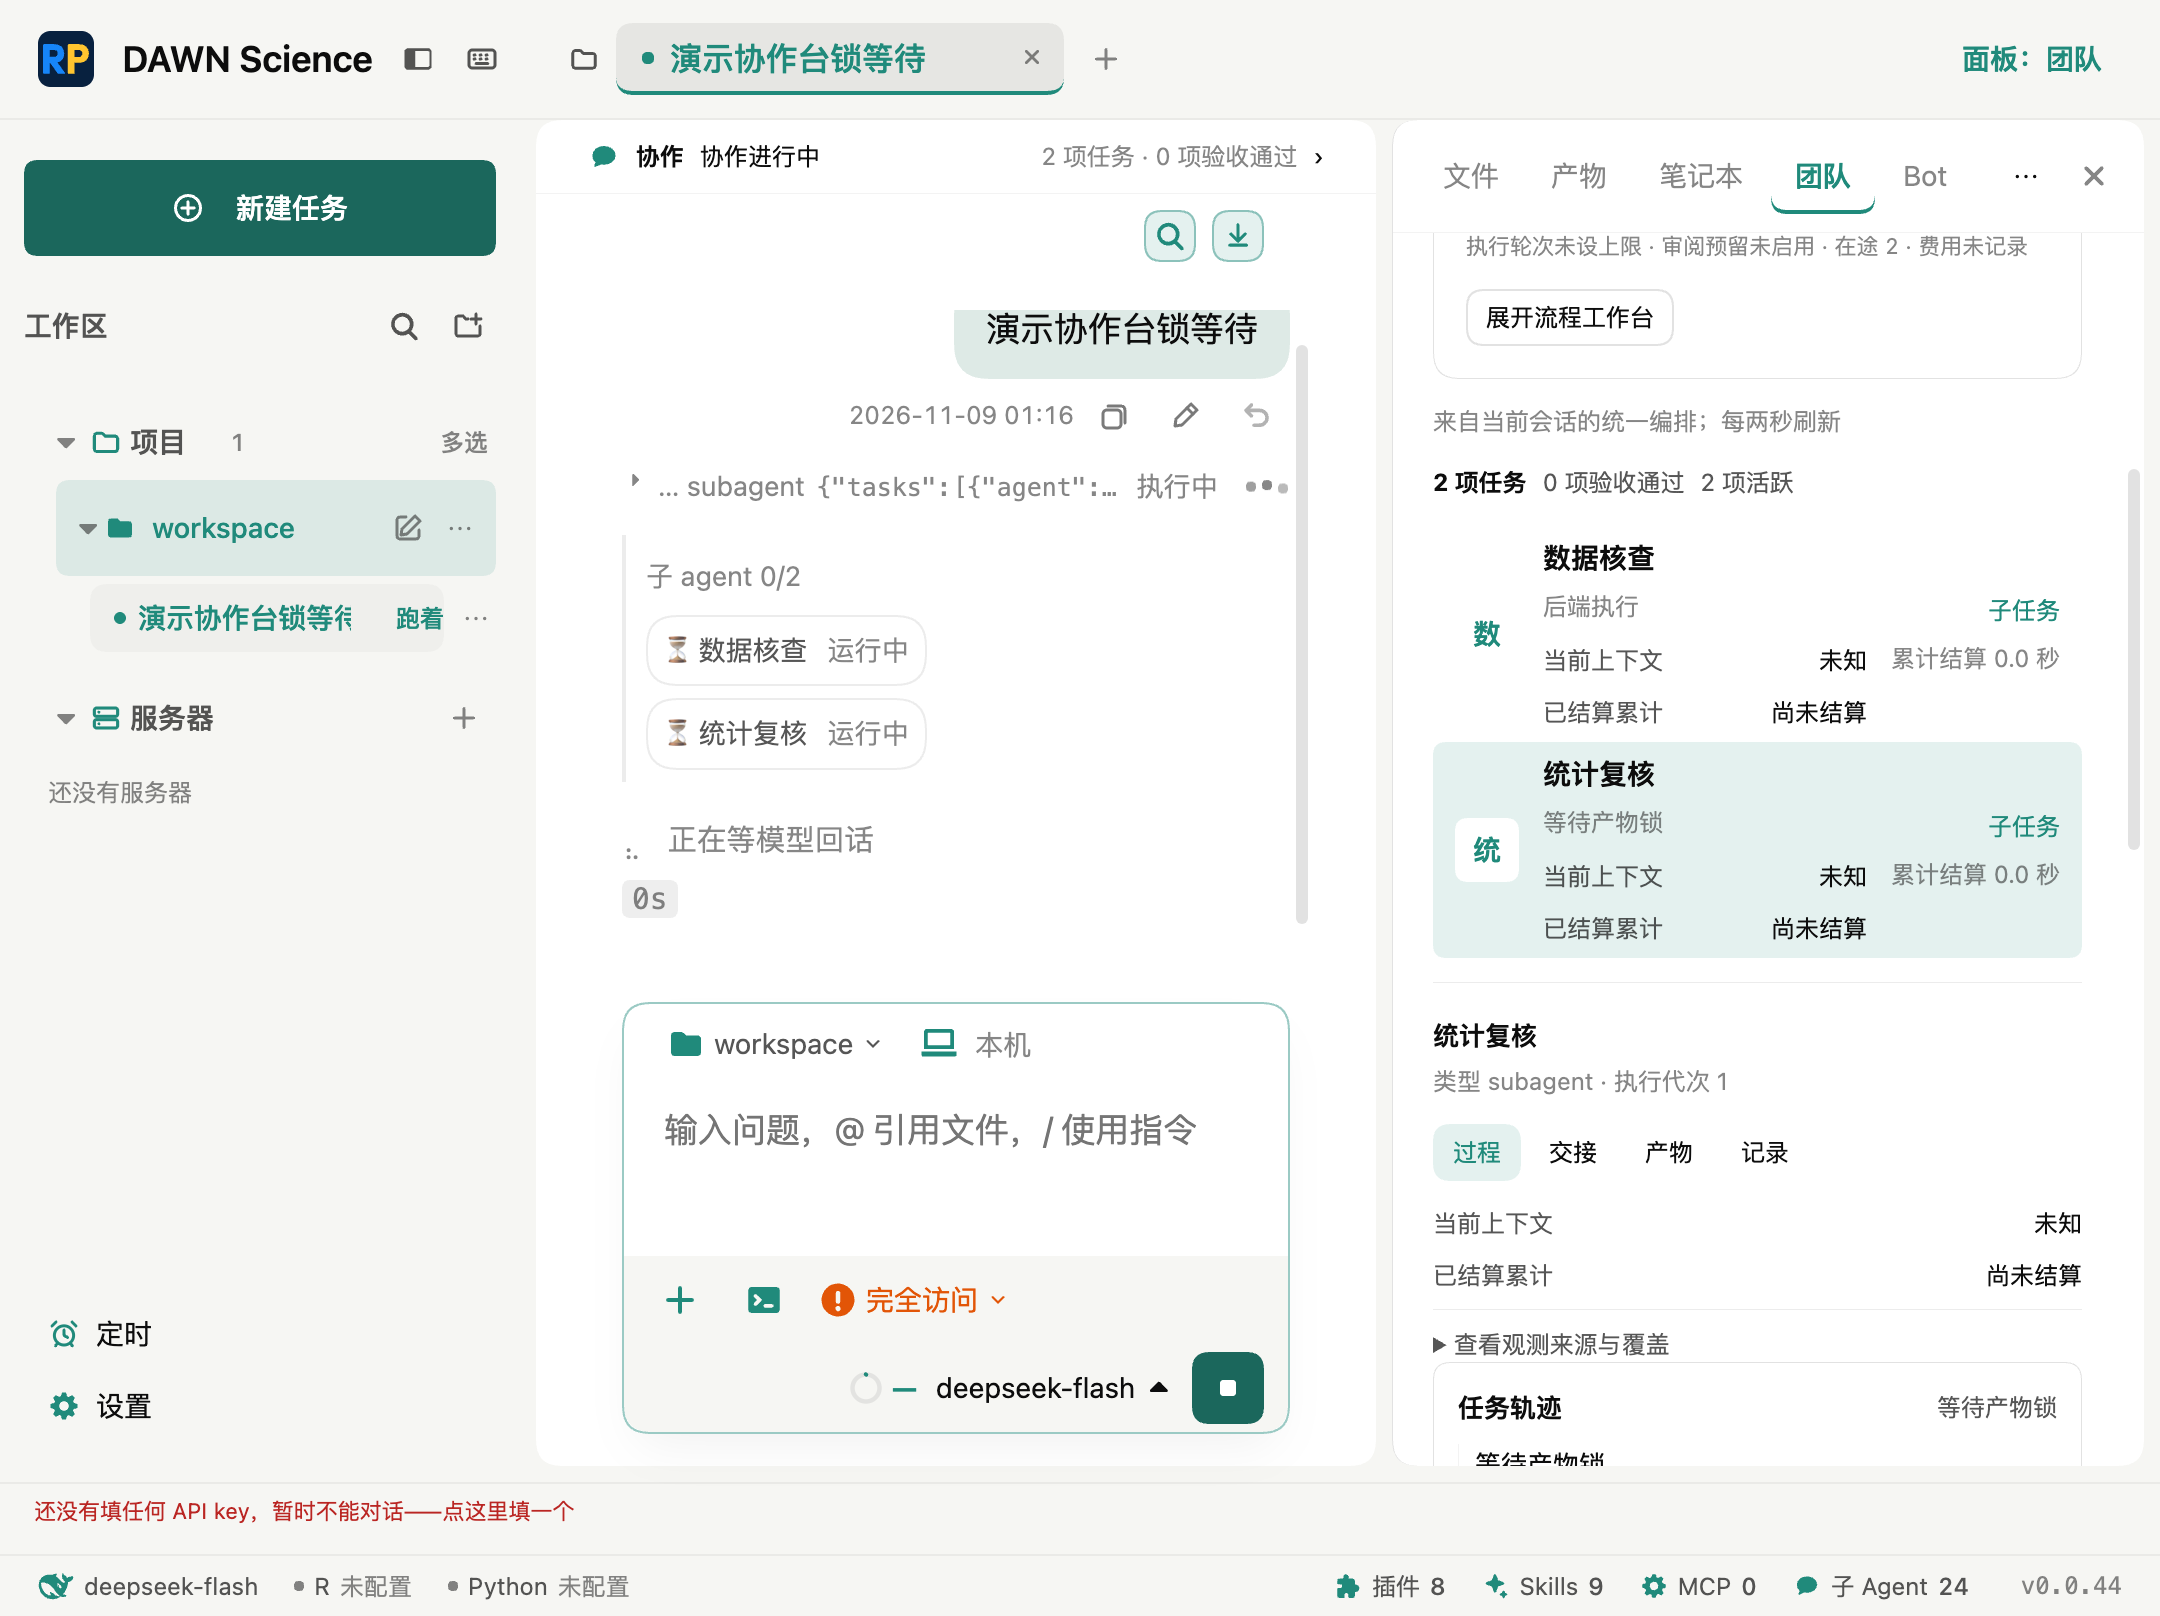 RP DAWN Science
演示协作台锁等待
面板：团队
新建任务
工作区
项目 1 多选
workspace
演示协作台锁等待 跑着
服务器
还没有服务器
定时
设置
协作 协作进行中 2 项任务 · 0 项验收通过
演示协作台锁等待
2026-11-09 01:16
... subagent {"tasks":[{"agent":… 执行中
子 agent 0/2
数据核查 运行中
统计复核 运行中
正在等模型回话
0s
workspace 本机
输入问题，@ 引用文件，/ 使用指令
完全访问
deepseek-flash
文件 产物 笔记本 团队 Bot
执行轮次未设上限 · 审阅预留未启用 · 在途 2 · 费用未记录
展开流程工作台
来自当前会话的统一编排；每两秒刷新
2 项任务 0 项验收通过 2 项活跃
数
数据核查
后端执行 子任务
当前上下文 未知 累计结算 0.0 秒
已结算累计 尚未结算
统
统计复核
等待产物锁 子任务
当前上下文 未知 累计结算 0.0 秒
已结算累计 尚未结算
统计复核
类型 subagent · 执行代次 1
过程 交接 产物 记录
当前上下文 未知
已结算累计 尚未结算
查看观测来源与覆盖
任务轨迹 等待产物锁
等待产物锁
还没有填任何 API key，暂时不能对话——点这里填一个
deepseek-flash R 未配置 Python 未配置
插件 8 Skills 9 MCP 0 子 Agent 24 v0.0.44